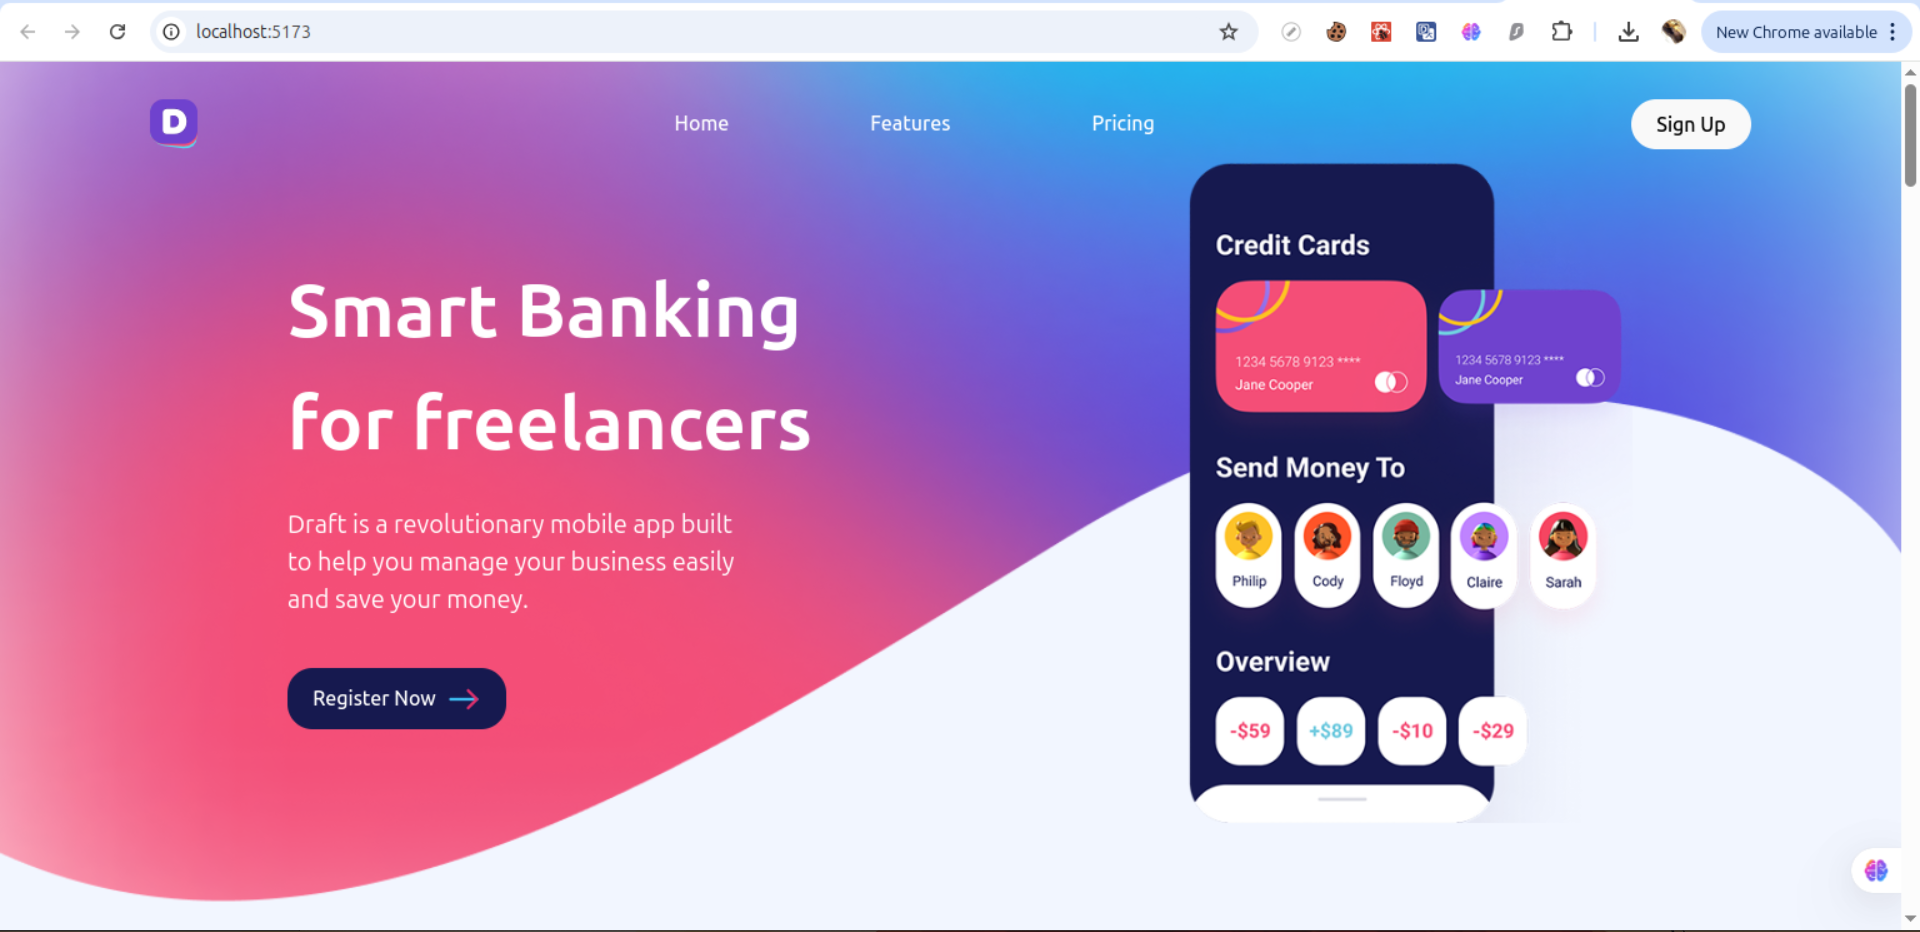 localhost:5173
New Chrome available
D
Home Features Pricing
Sign Up
Smart Banking
for freelancers
Draft is a revolutionary mobile app built
to help you manage your business easily
and save your money.
Register Now
Credit Cards
1234 5678 9123 ****
Jane Cooper
1234 5678 9123 ****
Jane Cooper
Send Money To
Philip Cody Floyd Claire Sarah
Overview
-$59 +$89 -$10 -$29